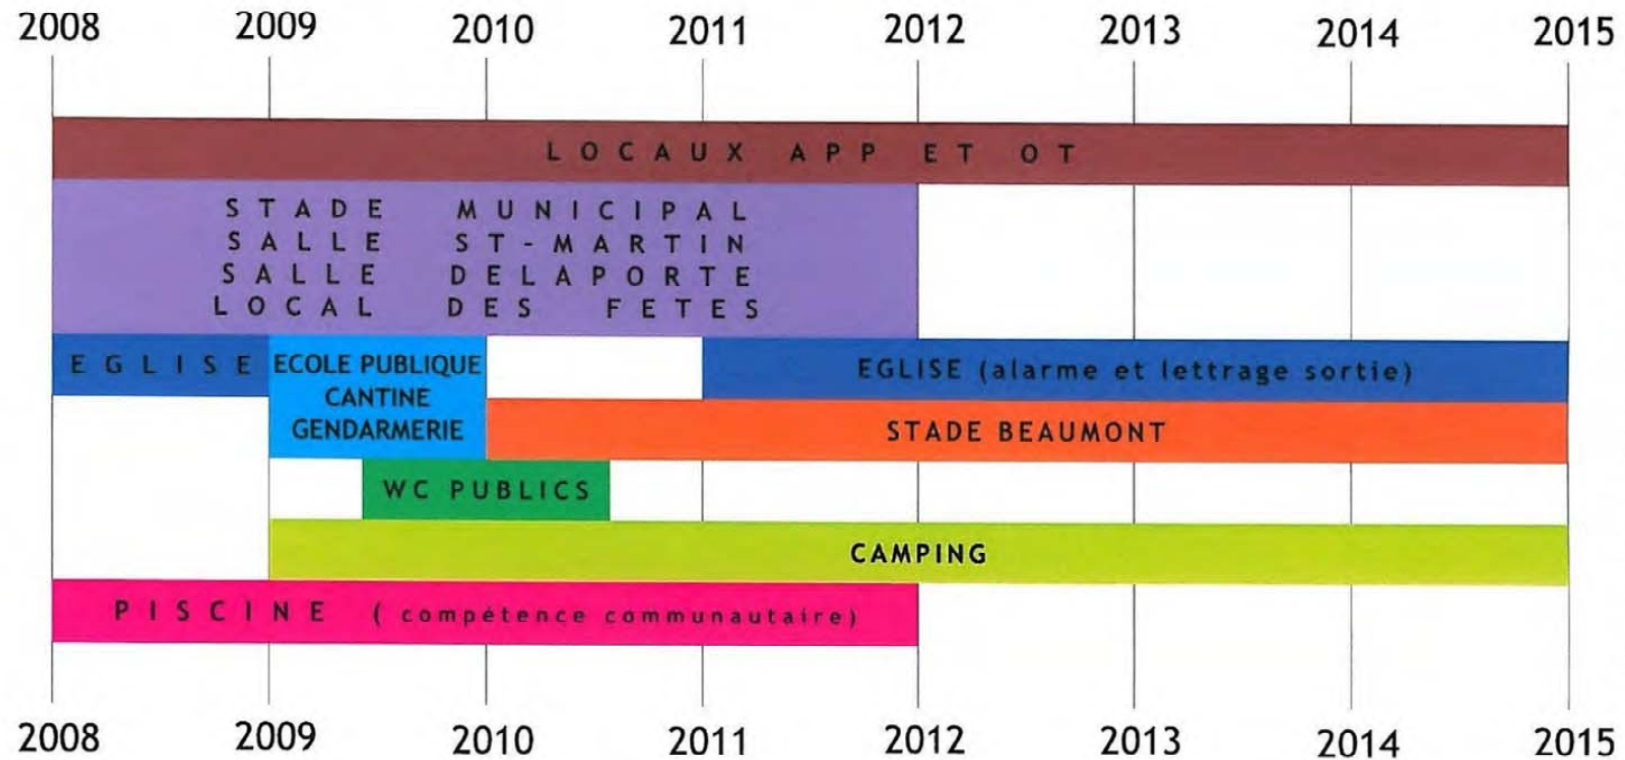 2008 2009 2010 2011 2012 2013 2014 2015
LOCAUX APP ET OT
STADE MUNICIPAL
SALLE ST-MARTIN
SALLE DELAPORTE
LOCAL DES FETES
EGLISE
ECOLE PUBLIQUE
CANTINE
GENDARMERIE
EGLISE (alarme et lettrage sortie)
STADE BEAUMONT
WC PUBLICS
CAMPING
PISCINE (compétence communautaire)
2008 2009 2010 2011 2012 2013 2014 2015